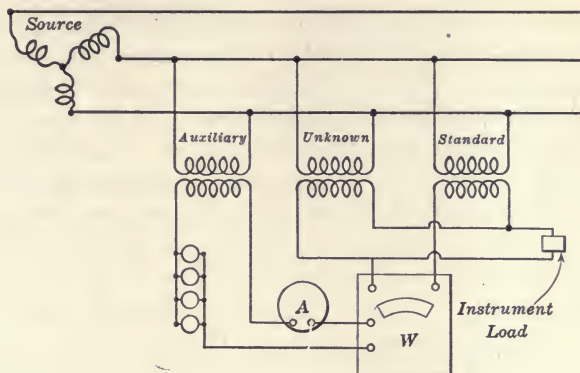 Source
Auxiliary
Unknown
Standard
A
W
Instrument
Load